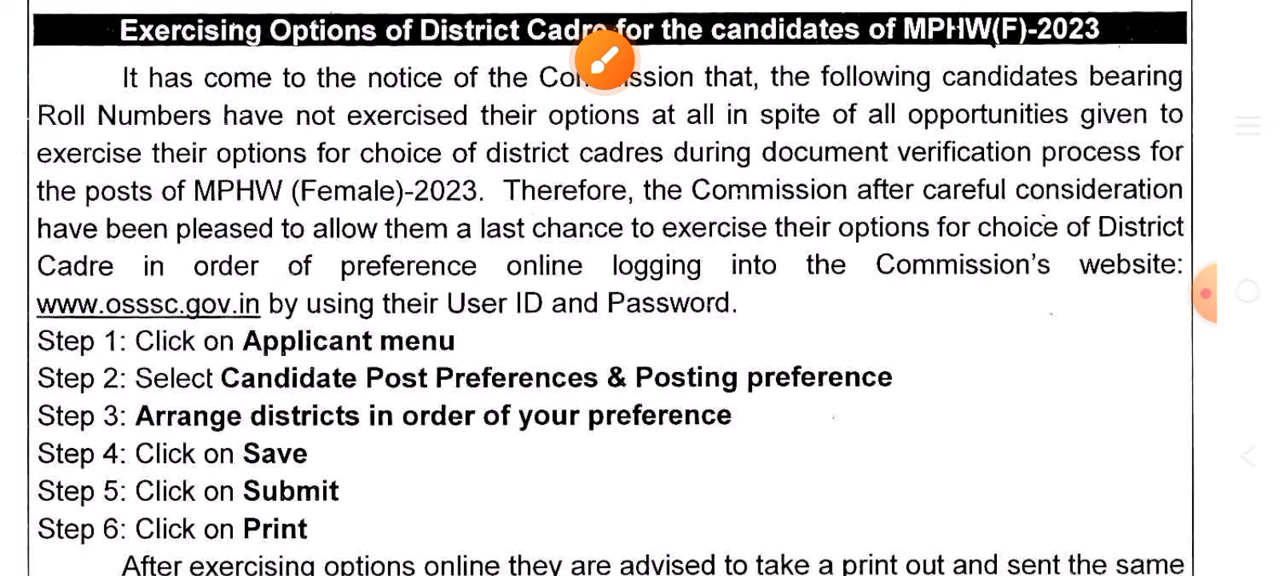 Exercising Options of District Cadre for the candidates of MPHW(F)-2023
It has come to the notice of the Commission that, the following candidates bearing
Roll Numbers have not exercised their options at all in spite of all opportunities given to
exercise their options for choice of district cadres during document verification process for
the posts of MPHW (Female)-2023. Therefore, the Commission after careful consideration
have been pleased to allow them a last chance to exercise their options for choice of District
Cadre in order of preference online logging into the Commission's website:
www.osssc.gov.in by using their User ID and Password.
Step 1: Click on Applicant menu
Step 2: Select Candidate Post Preferences & Posting preference
Step 3: Arrange districts in order of your preference
Step 4: Click on Save
Step 5: Click on Submit
Step 6: Click on Print
After exercising options online they are advised to take a print out and sent the same